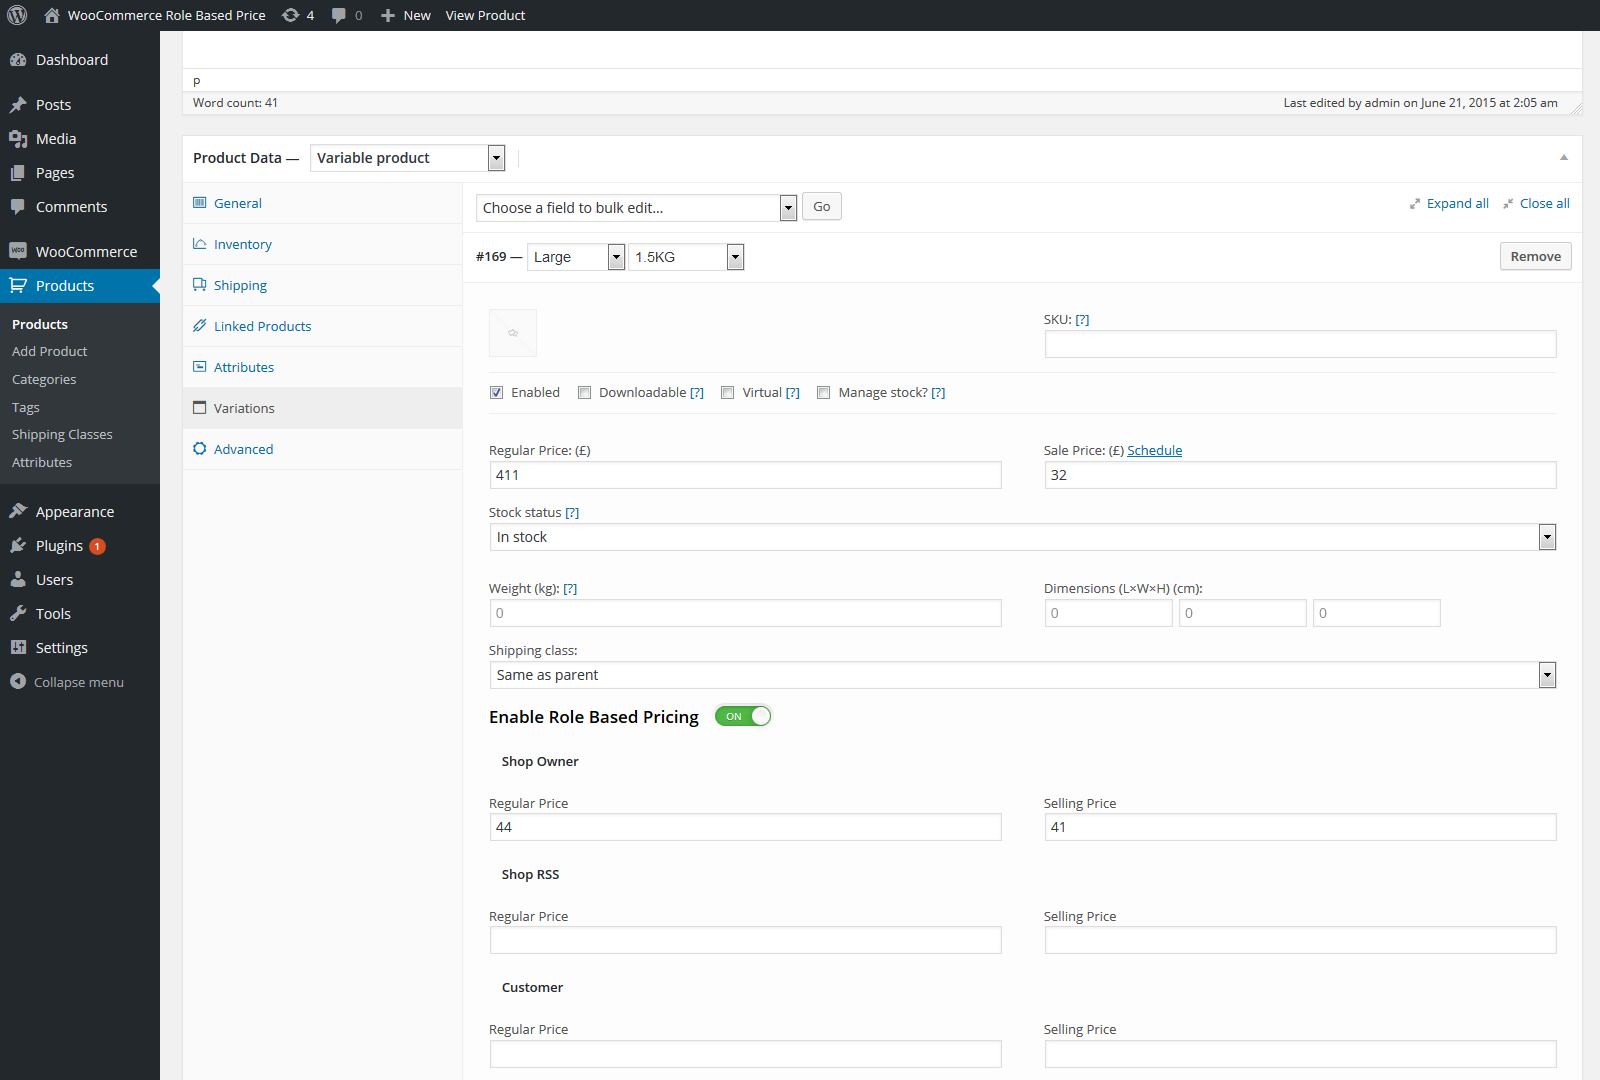 WooCommerce Role Based Price 4 0 New View Product
Dashboard
Posts
Media
Pages
Comments
WooCommerce
Products
Products
Add Product
Categories
Tags
Shipping Classes
Attributes
Appearance
Plugins 1
Users
Tools
Settings
Collapse menu
p
Word count: 41 Last edited by admin on June 21, 2015 at 2:05 am
Product Data — Variable product
General
Inventory
Shipping
Linked Products
Attributes
Variations
Advanced
Choose a field to bulk edit... Go Expand all Close all
#169 — Large 1.5KG Remove
SKU: [?]
Enabled Downloadable [?] Virtual [?] Manage stock? [?]
Regular Price: (£) Sale Price: (£) Schedule
411 32
Stock status [?]
In stock
Weight (kg): [?] Dimensions (L×W×H) (cm):
0 0 0 0
Shipping class:
Same as parent
Enable Role Based Pricing ON
Shop Owner
Regular Price Selling Price
44 41
Shop RSS
Regular Price Selling Price
Customer
Regular Price Selling Price